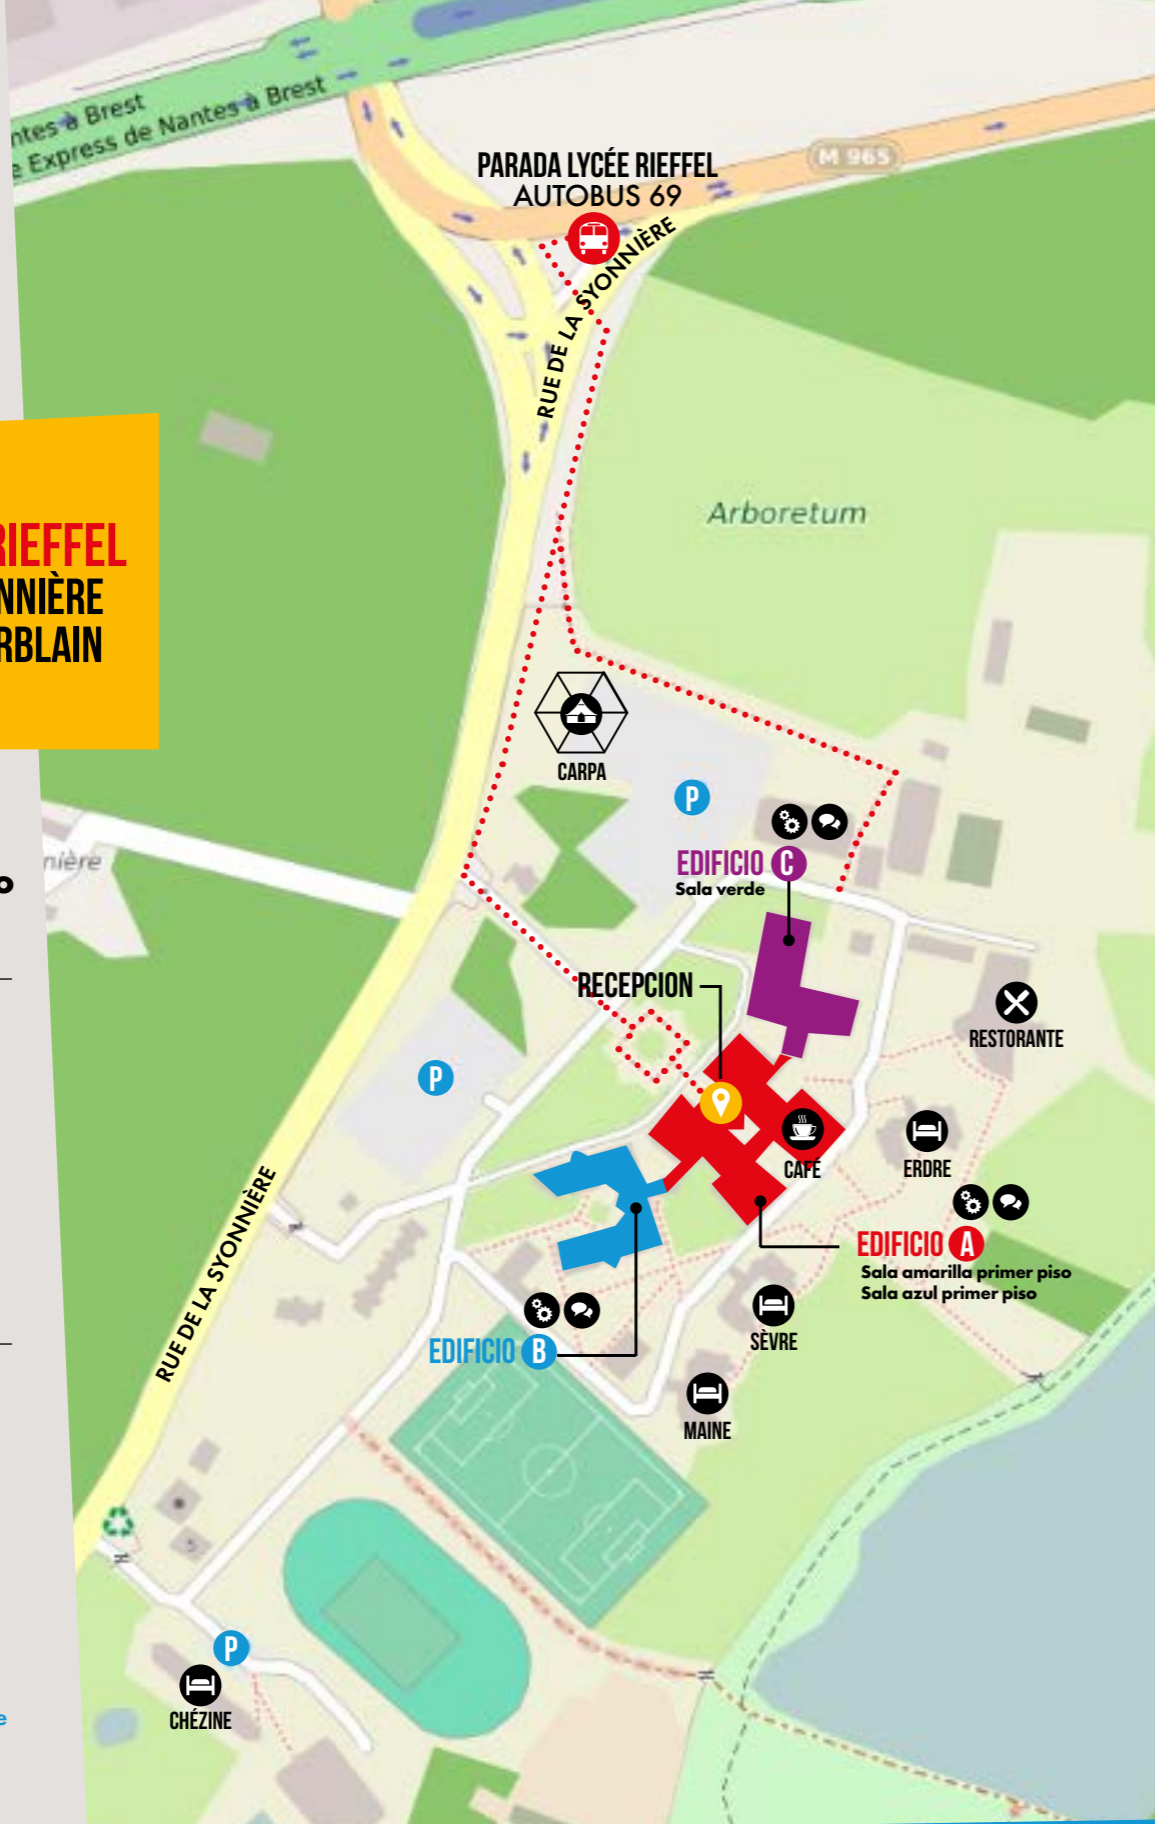 ntes à Brest
e Express de Nantes à Brest
M 965
PARADA LYCÉE RIEFFEL
AUTOBUS 69
RUE DE LA SYONNIÈRE
RIEFFEL
NNIÈRE
RBLAIN
Arboretum
CARPA
P
nière
o
EDIFICIO C
Sala verde
RECEPCION
RESTORANTE
P
CAFÉ
ERDRE
EDIFICIO A
Sala amarilla primer piso
Sala azul primer piso
RUE DE LA SYONNIÈRE
SÈVRE
EDIFICIO B
MAINE
P
CHÉZINE
e